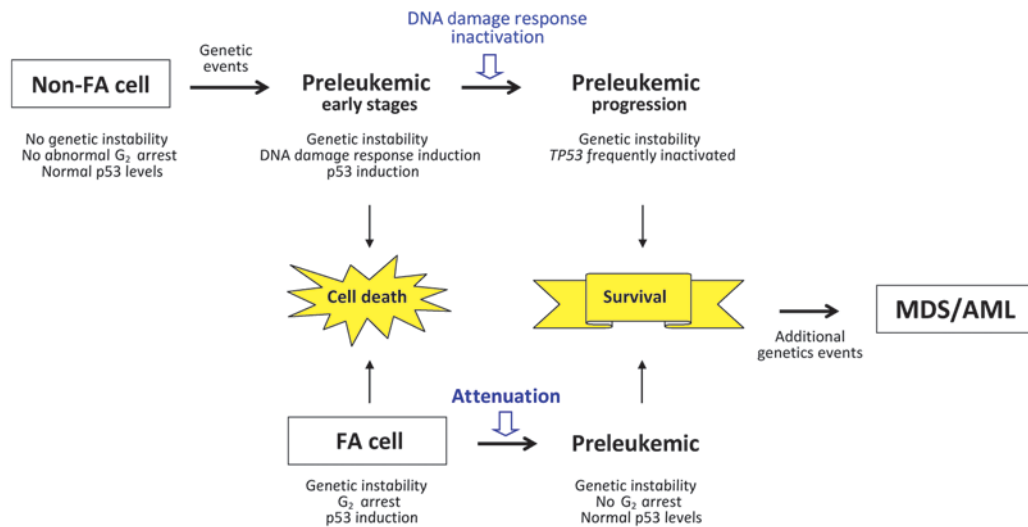 DNA damage response
inactivation
Genetic
events
Non-FA cell
Preleukemic
early stages
Preleukemic
progression
No genetic instability
No abnormal G₂ arrest
Normal p53 levels
Genetic instability
DNA damage response induction
p53 induction
Genetic instability
TP53 frequently inactivated
Cell death
Survival
MDS/AML
Additional
genetics events
Attenuation
FA cell
Preleukemic
Genetic instability
G₂ arrest
p53 induction
Genetic instability
No G₂ arrest
Normal p53 levels